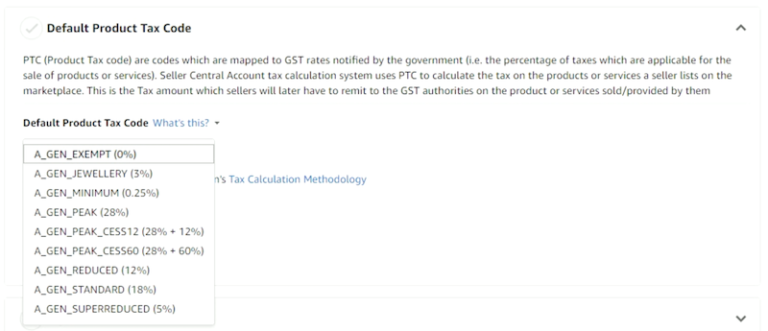 Default Product Tax Code
PTC (Product Tax code) are codes which are mapped to GST rates notified by the government (i.e. the percentage of taxes which are applicable for the
sale of products or services). Seller Central Account tax calculation system uses PTC to calculate the tax on the products or services a seller lists on the
marketplace. This is the Tax amount which sellers will later have to remit to the GST authorities on the product or services sold/provided by them
Default Product Tax Code What's this?
A_GEN_EXEMPT (0%)
A_GEN_JEWELLERY (3%)
n's Tax Calculation Methodology
A_GEN_MINIMUM (0.25%)
A_GEN_PEAK (28%)
A_GEN_PEAK_CESS12 (28% + 12%)
A_GEN_PEAK_CESS60 (28% + 60%)
A_GEN_REDUCED (12%)
A_GEN_STANDARD (18%)
A_GEN_SUPERREDUCED (5%)